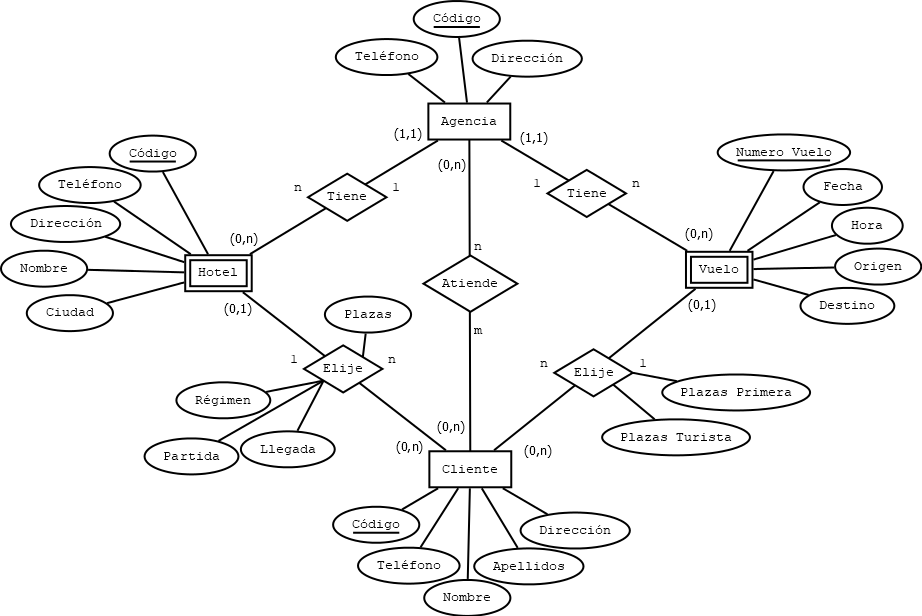 Código
Teléfono
Dirección
Agencia
(1,1)
(1,1)
(0,n)
Código
Numero Vuelo
Teléfono
n
Tiene
1
1
Tiene
n
Fecha
Dirección
(0,n)
(0,n)
Hora
n
Nombre
Hotel
Atiende
Vuelo
Origen
Ciudad
(0,1)
Plazas
(0,1)
Destino
m
1
Elije
n
n
Elije
1
Régimen
Plazas Primera
Partida
Llegada
(0,n)
(0,n)
(0,n)
Plazas Turista
Cliente
Código
Dirección
Teléfono
Apellidos
Nombre